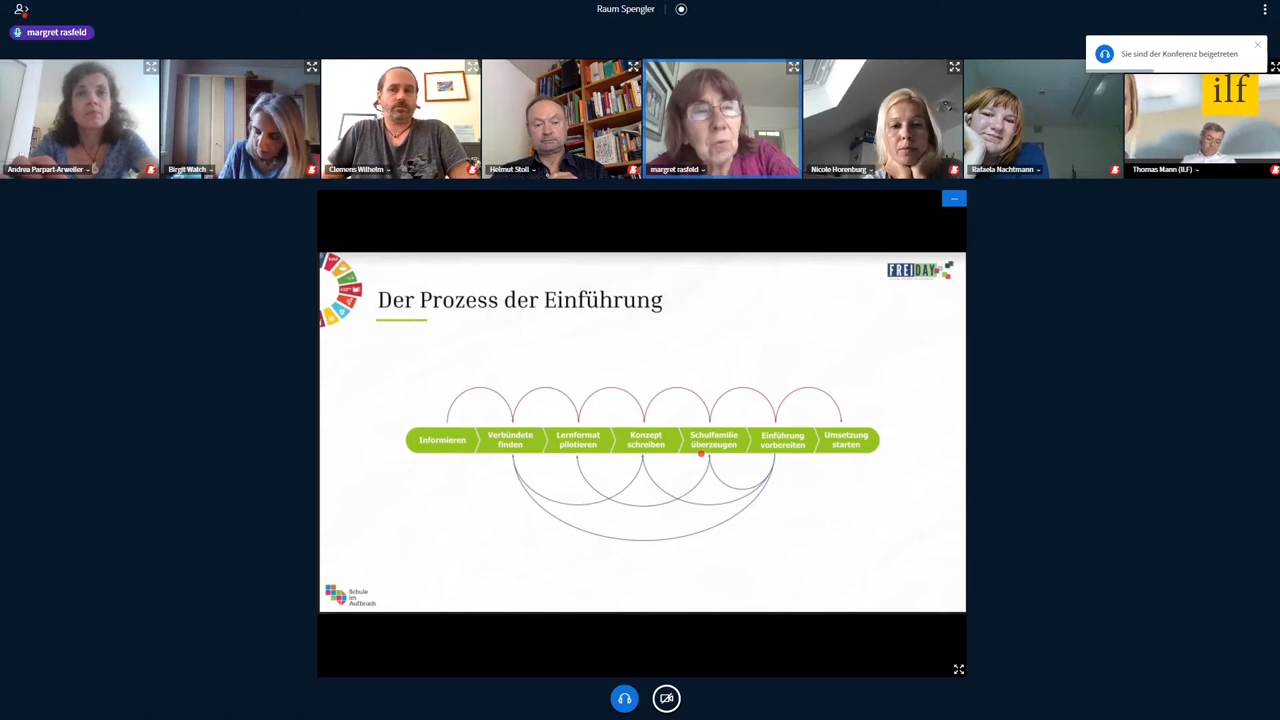 Raum Spengler
margret rasfeld
Sie sind der Konferenz beigetreten
ilf
Andrea Parpart-Arweiler
Birgit Walch
Clemens Wilhelm
Helmut Stoll
margret rasfeld
Nicole Horenburg
Rafaela Nachtmann
Thomas Mann (ILF)
FREIDAY
Der Prozess der Einführung
Informieren
Verbündete
finden
Lernformat
pilotieren
Konzept
schreiben
Schulfamilie
überzeugen
Einführung
vorbereiten
Umsetzung
starten
Schule
im
Aufbruch